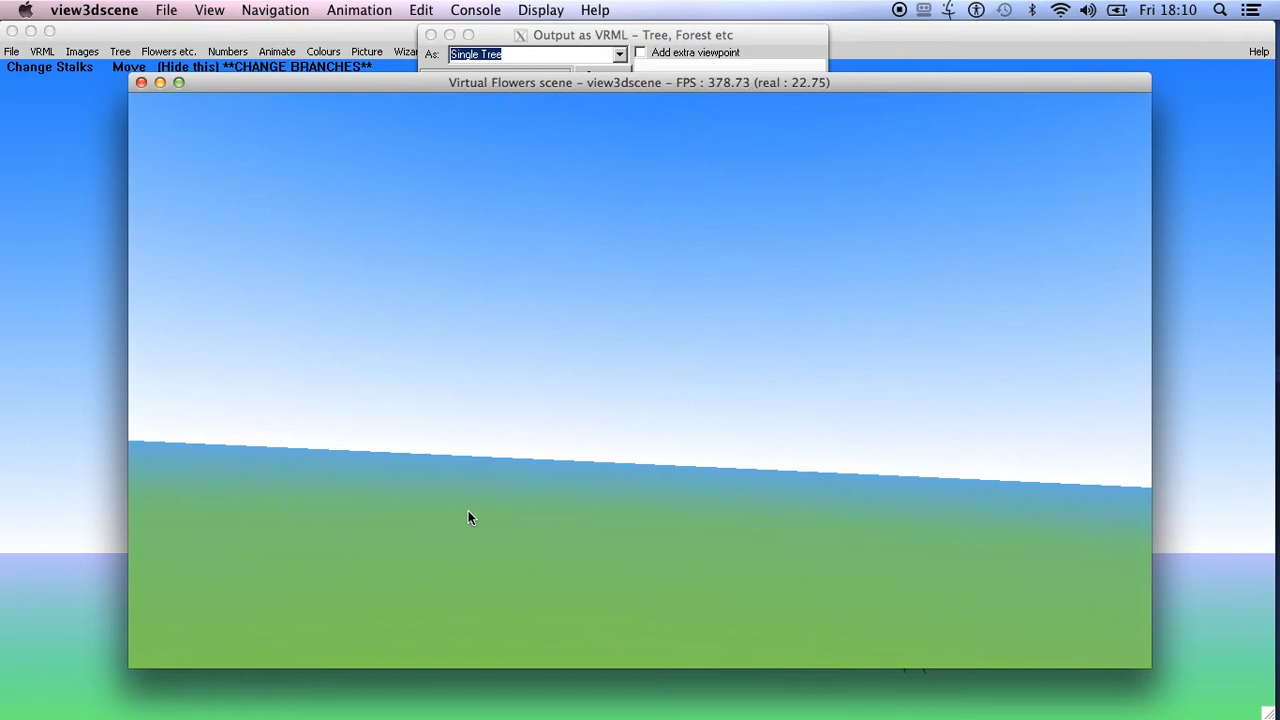 view3dscene File View Navigation Animation Edit Console Display Help Fri 18:10
Output as VRML - Tree, Forest etc
File VRML Images Tree Flowers etc. Numbers Animate Colours Picture Help
As: Single Tree Add extra viewpoint
Change Stalks Move (Hide this) **CHANGE BRANCHES**
Virtual Flowers scene - view3dscene - FPS : 378.73 (real : 22.75)